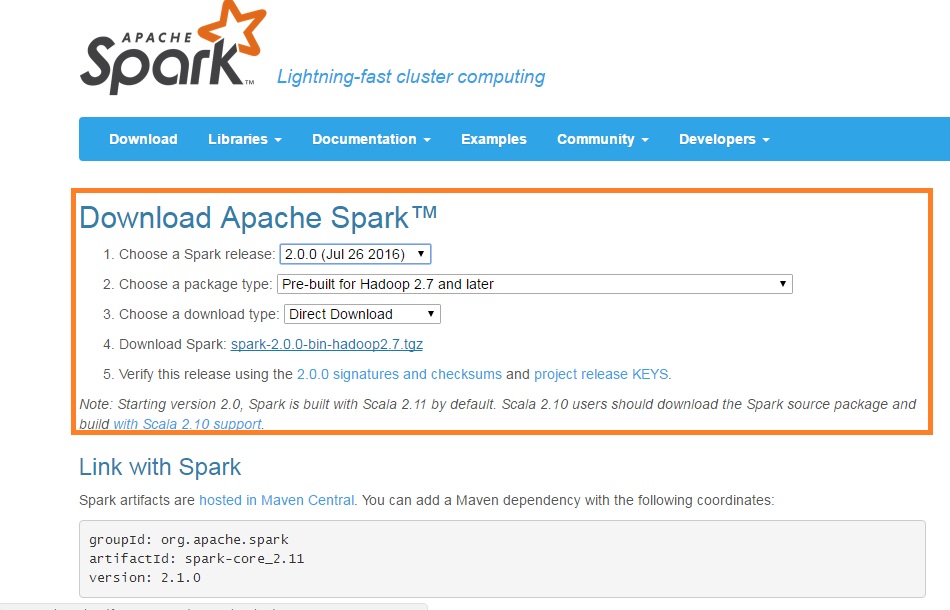 APACHE
Spark™
Lightning-fast cluster computing
Download Libraries Documentation Examples Community Developers
Download Apache Spark™
1. Choose a Spark release: 2.0.0 (Jul 26 2016)
2. Choose a package type: Pre-built for Hadoop 2.7 and later
3. Choose a download type: Direct Download
4. Download Spark: spark-2.0.0-bin-hadoop2.7.tgz
5. Verify this release using the 2.0.0 signatures and checksums and project release KEYS.
Note: Starting version 2.0, Spark is built with Scala 2.11 by default. Scala 2.10 users should download the Spark source package and
build with Scala 2.10 support.
Link with Spark
Spark artifacts are hosted in Maven Central. You can add a Maven dependency with the following coordinates:
groupId: org.apache.spark
artifactId: spark-core_2.11
version: 2.1.0